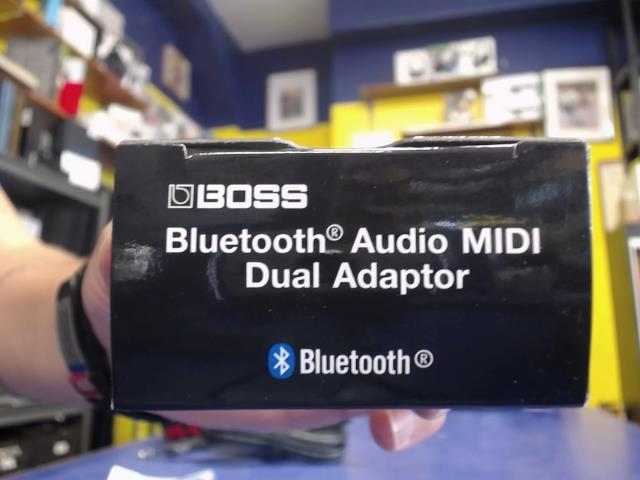 BOSS
Bluetooth® Audio MIDI
Dual Adaptor
Bluetooth®